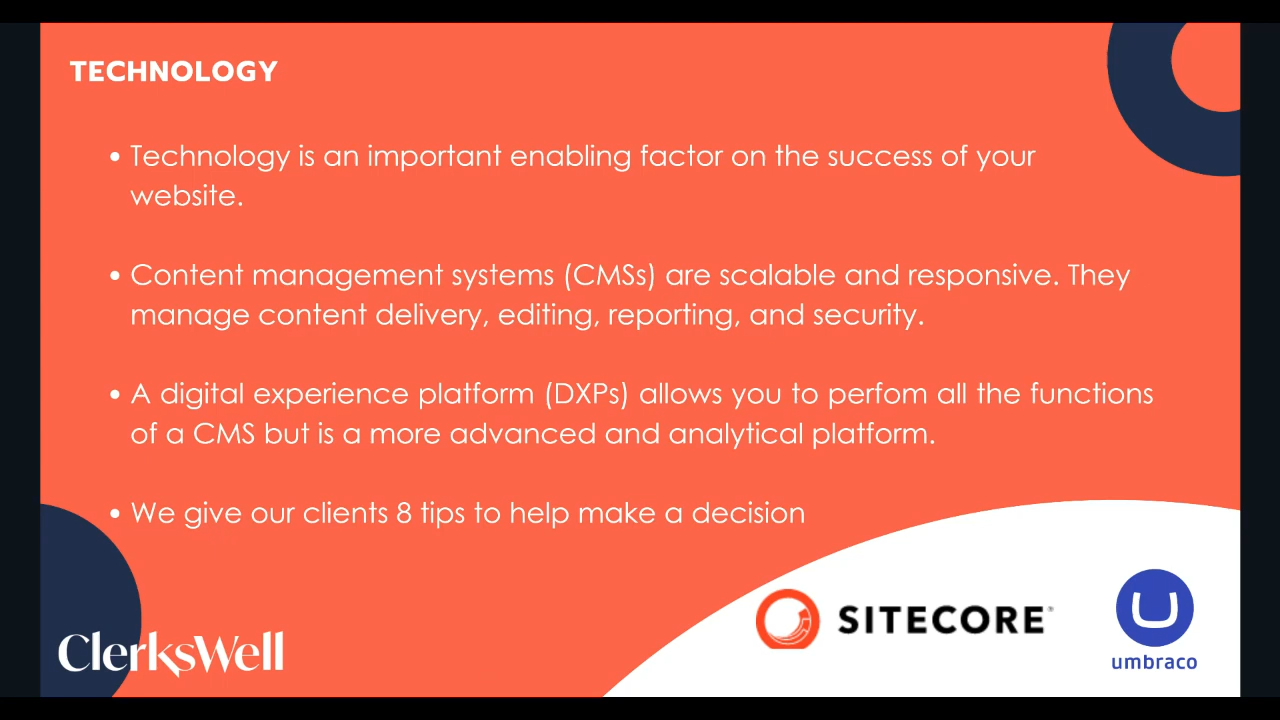 TECHNOLOGY
• Technology is an important enabling factor on the success of your
website.
• Content management systems (CMSs) are scalable and responsive. They
manage content delivery, editing, reporting, and security.
• A digital experience platform (DXPs) allows you to perfom all the functions
of a CMS but is a more advanced and analytical platform.
• We give our clients 8 tips to help make a decision
SITECORE®
umbraco
ClerksWell